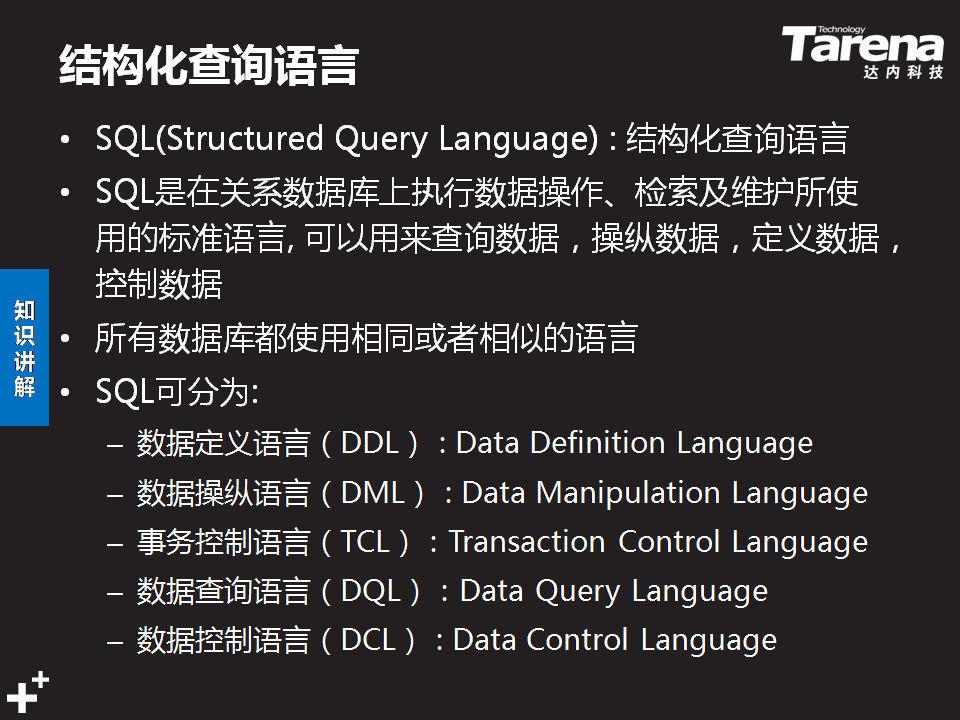 结构化查询语言
Technology
Tarena
达内科技
• SQL(Structured Query Language) : 结构化查询语言
• SQL是在关系数据库上执行数据操作、检索及维护所使
用的标准语言, 可以用来查询数据，操纵数据，定义数据，
控制数据
• 所有数据库都使用相同或者相似的语言
• SQL可分为:
– 数据定义语言（DDL） : Data Definition Language
– 数据操纵语言（DML） : Data Manipulation Language
– 事务控制语言（TCL） : Transaction Control Language
– 数据查询语言（DQL） : Data Query Language
– 数据控制语言（DCL） : Data Control Language
知
识
讲
解